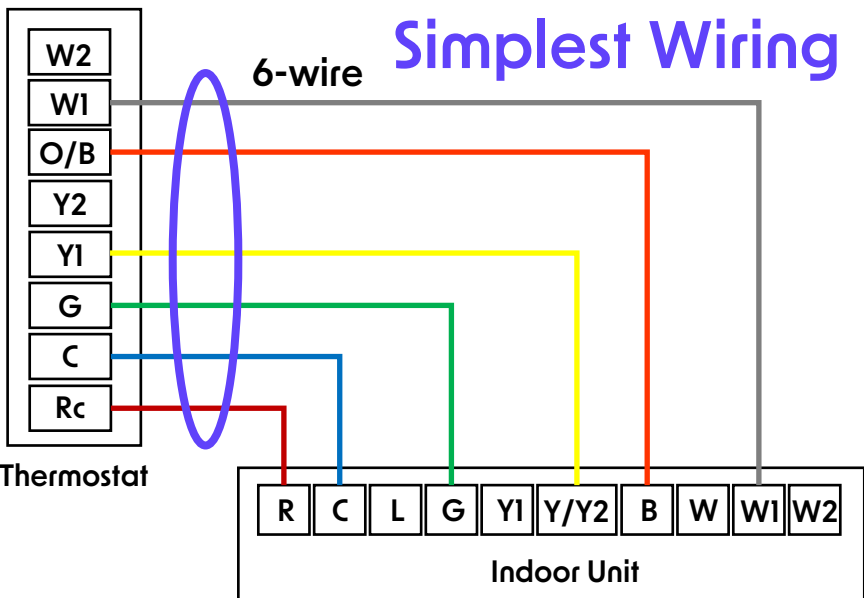 Simplest Wiring
6-wire
W2
W1
O/B
Y2
Y1
G
C
Rc
Thermostat
R C L G Y1 Y/Y2 B W W1 W2
Indoor Unit